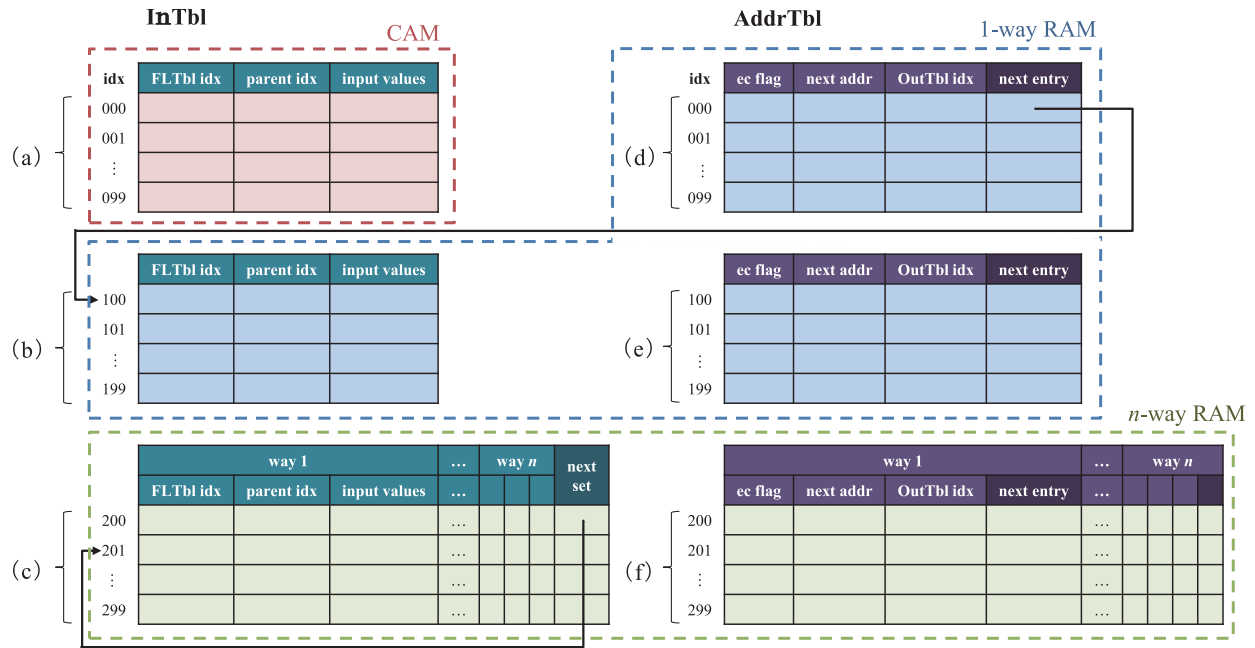 InTbl AddrTbl
CAM 1-way RAM
idx FLTbl idx parent idx input values idx ec flag next addr OutTbl idx next entry
000 000
001 001
(a) (d)
⋮ ⋮
099 099
FLTbl idx parent idx input values ec flag next addr OutTbl idx next entry
100 100
101 101
(b) (e)
⋮ ⋮
199 199
n-way RAM
way 1 … way n next set way 1 … way n
FLTbl idx parent idx input values … ec flag next addr OutTbl idx next entry …
200 … 200 …
201 … 201 …
(c) (f)
⋮ … ⋮ …
299 … 299 …